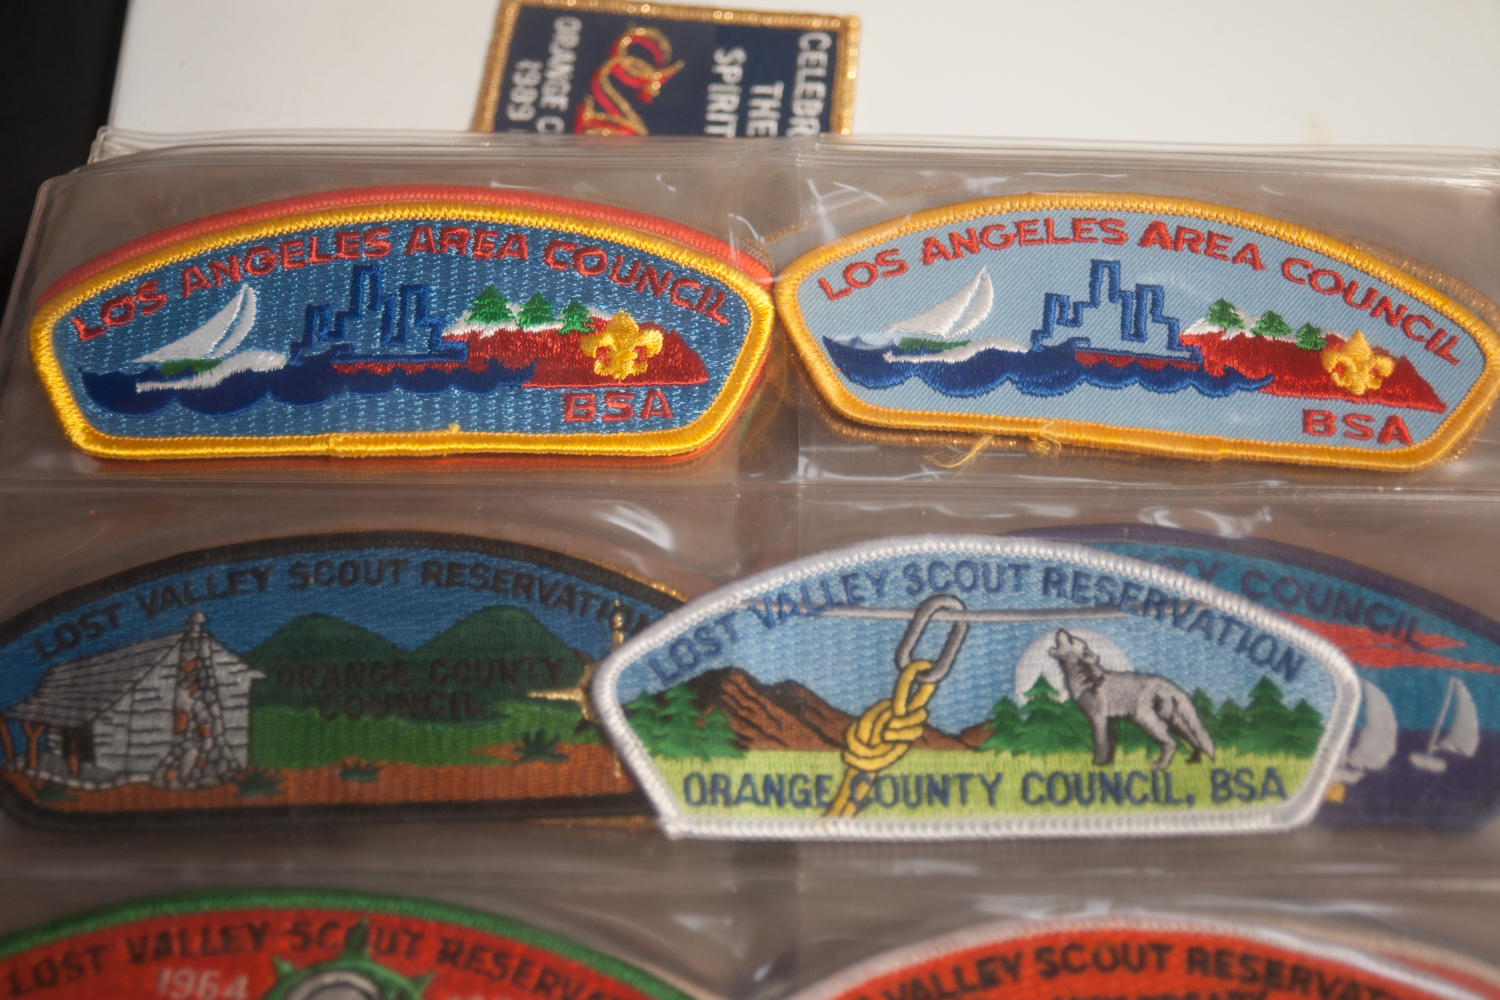 CELEBR
THE
SPIRIT
ORANGE C
1989
LOS ANGELES AREA COUNCIL
BSA
LOS ANGELES AREA COUNCIL
BSA
LOST VALLEY SCOUT RESERVATION
ORANGE COUNTY
COUNCIL
LOST VALLEY SCOUT RESERVATION
ORANGE COUNTY COUNCIL, BSA
TY COUNCIL
LOST VALLEY SCOUT RESERVA
1964
VALLEY SCOUT RESERVAT